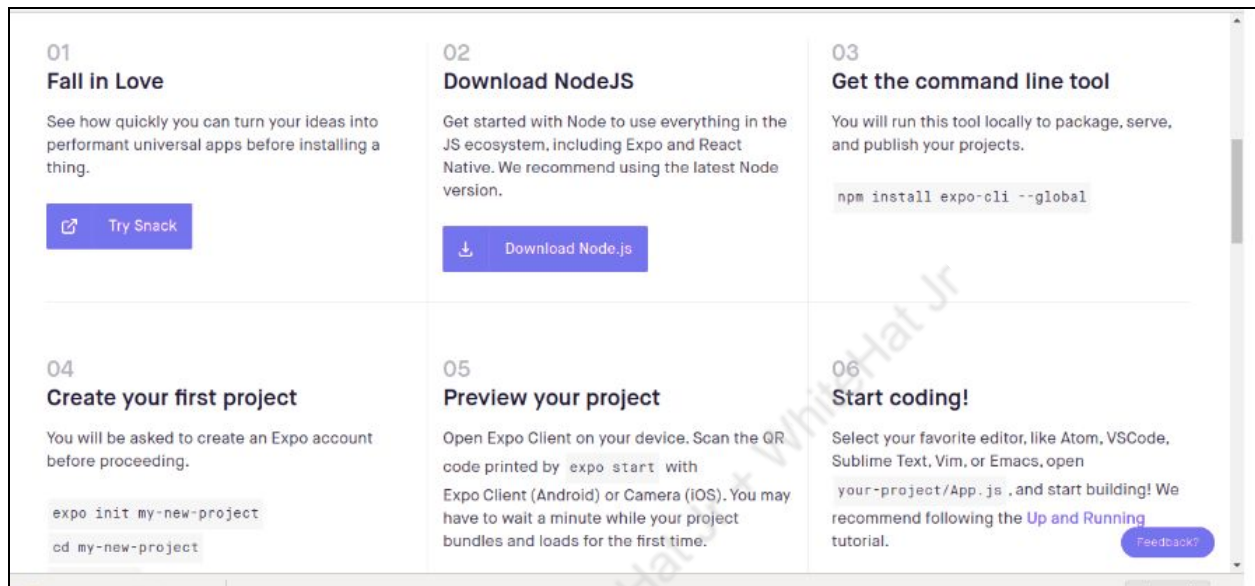 01
Fall in Love
See how quickly you can turn your ideas into
performant universal apps before installing a
thing.
Try Snack
02
Download NodeJS
Get started with Node to use everything in the
JS ecosystem, including Expo and React
Native. We recommend using the latest Node
version.
Download Node.js
03
Get the command line tool
You will run this tool locally to package, serve,
and publish your projects.
npm install expo-cli --global
04
Create your first project
You will be asked to create an Expo account
before proceeding.
expo init my-new-project
cd my-new-project
05
Preview your project
Open Expo Client on your device. Scan the QR
code printed by expo start with
Expo Client (Android) or Camera (iOS). You may
have to wait a minute while your project
bundles and loads for the first time.
06
Start coding!
Select your favorite editor, like Atom, VSCode,
Sublime Text, Vim, or Emacs, open
your-project/App.js , and start building! We
recommend following the Up and Running
tutorial.
Feedback?
Hat Jr + WhiteHat Jr